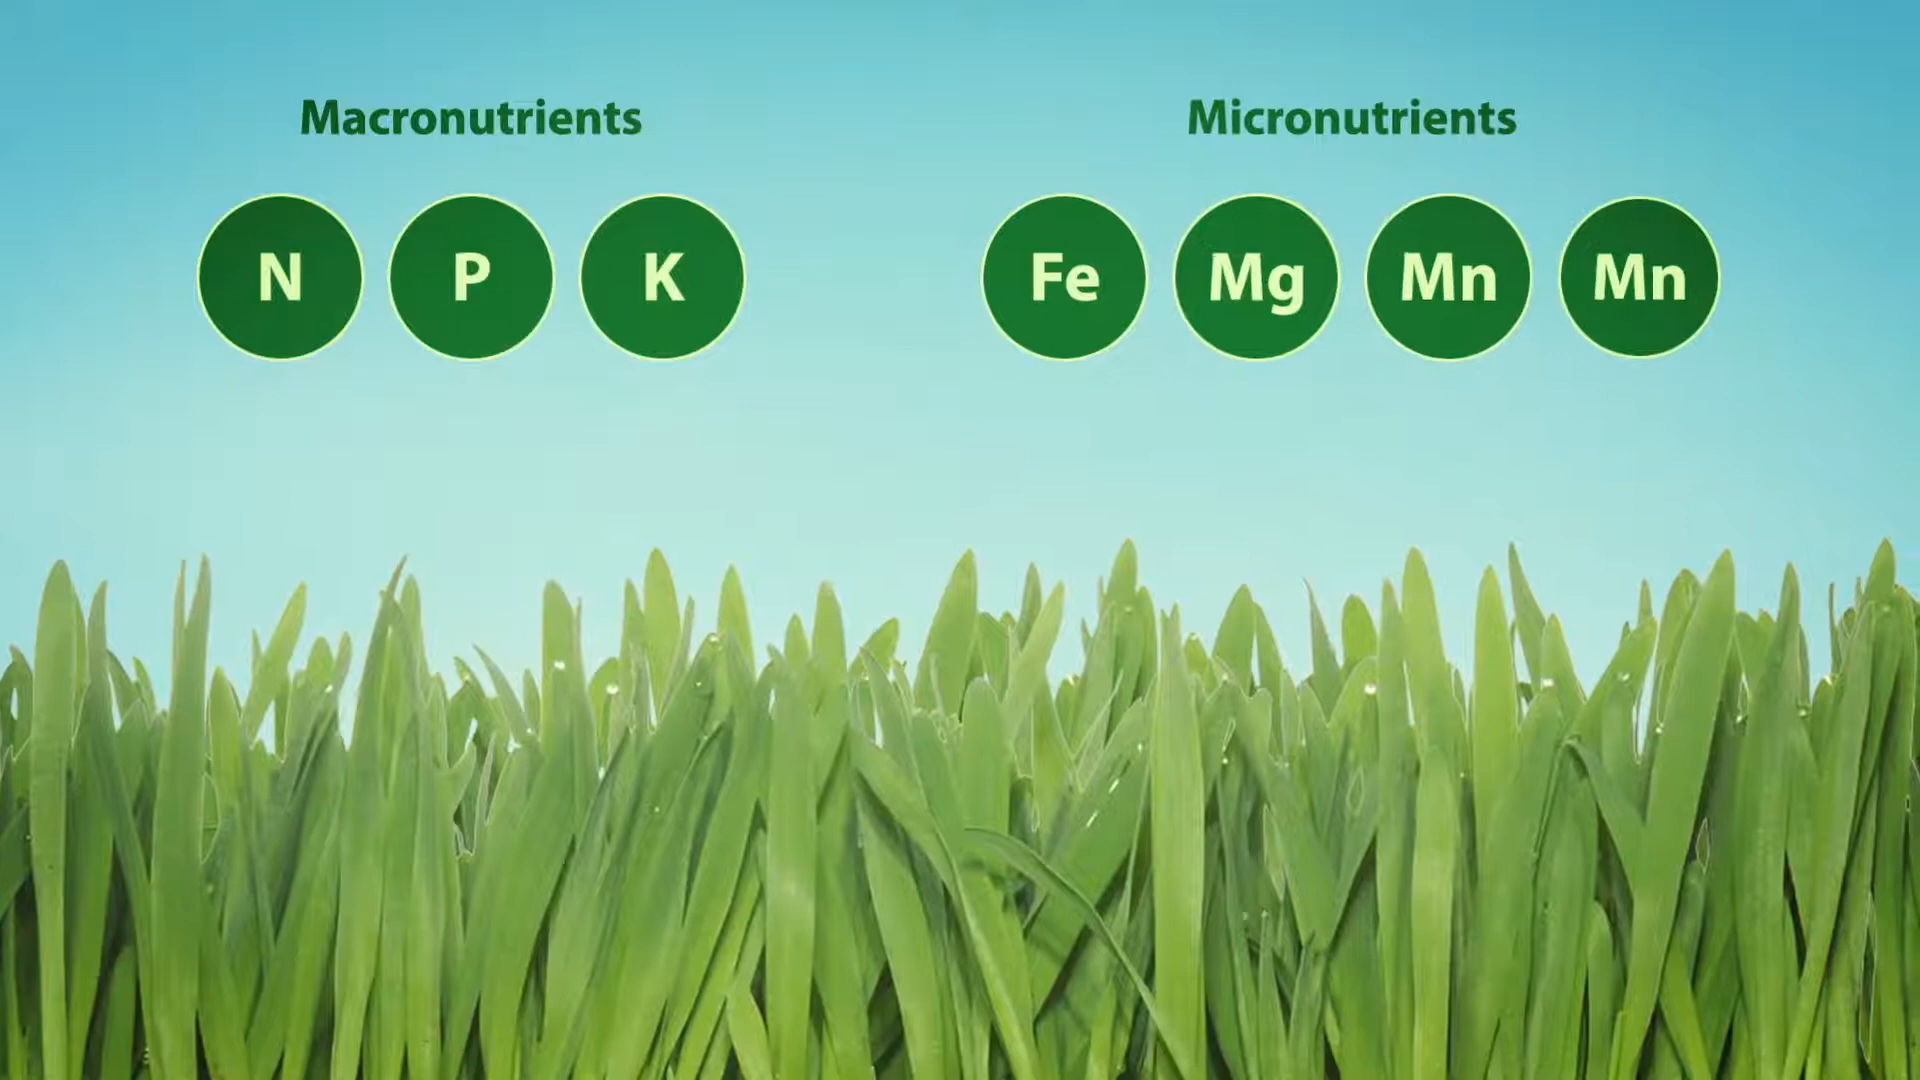 Macronutrients
Micronutrients
N P K
Fe Mg Mn Mn